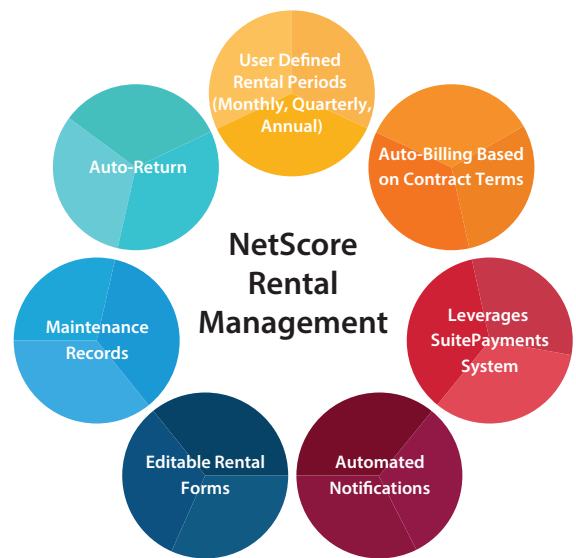 User Defined
Rental Periods
(Monthly, Quarterly,
Annual)
Auto-Billing Based
on Contract Terms
Leverages
SuitePayments
System
Automated
Notifications
Editable Rental
Forms
Maintenance
Records
Auto-Return
NetScore
Rental
Management